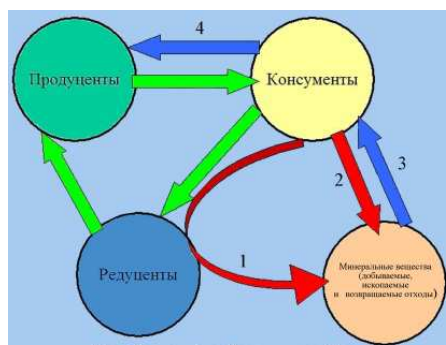 4
Продуценты
Консументы
2
3
Редуценты
1
Минеральные вещества
(добываемые,
ископаемые
и возвращаемые отходы)